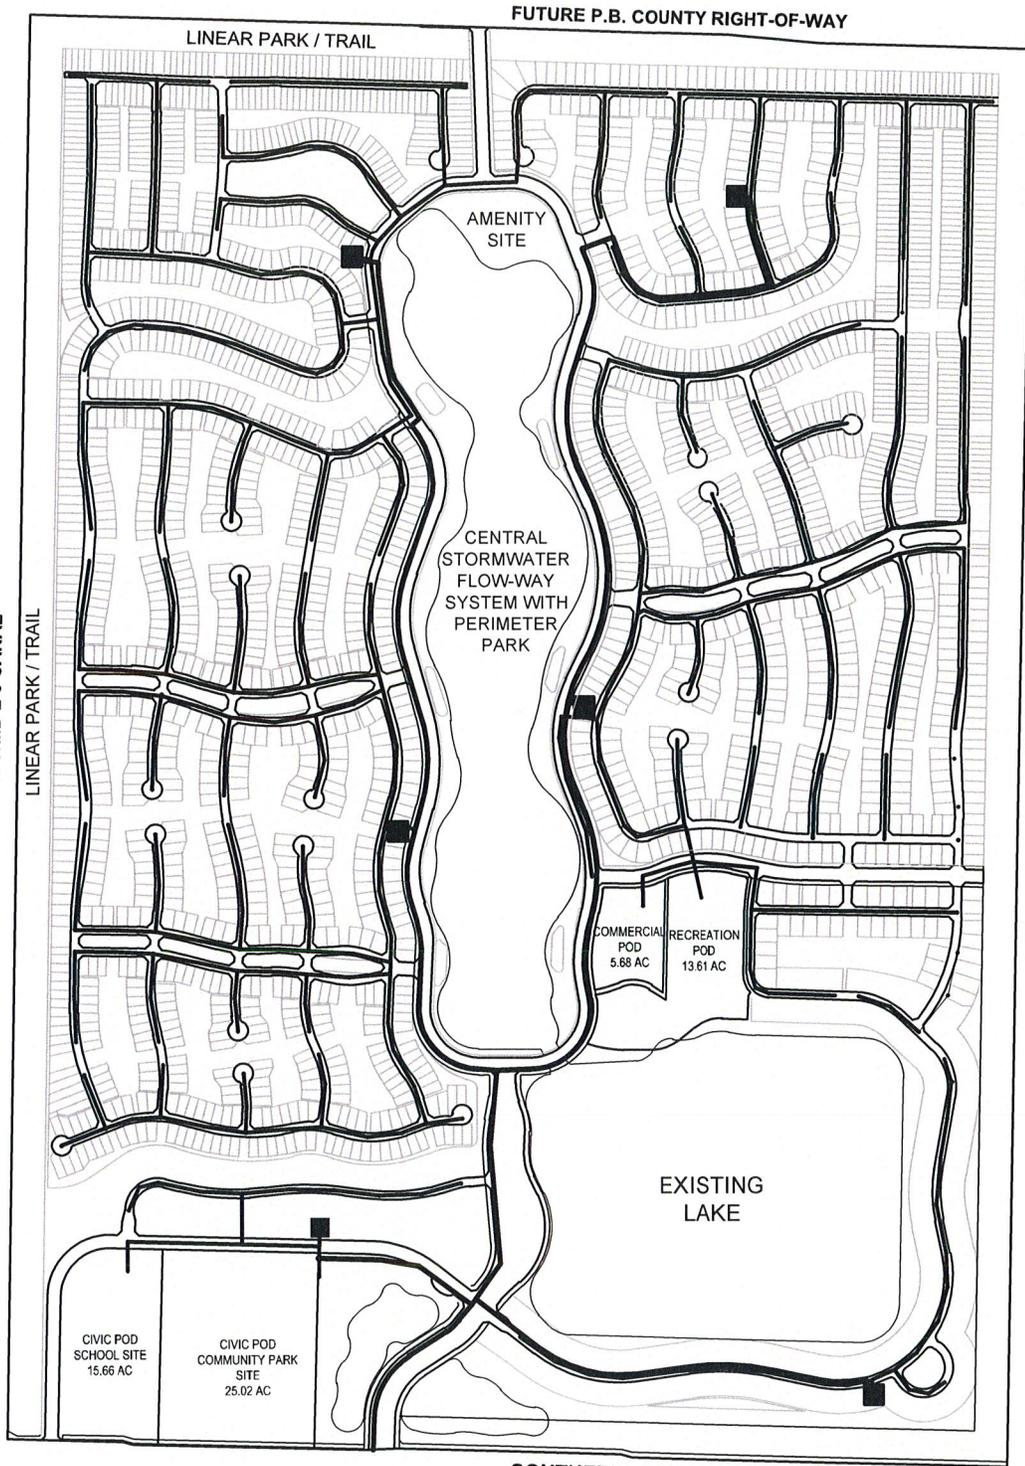 FUTURE P.B. COUNTY RIGHT-OF-WAY
LINEAR PARK / TRAIL
AMENITY
SITE
CENTRAL
STORMWATER
FLOW-WAY
SYSTEM WITH
PERIMETER
PARK
LINEAR PARK / TRAIL
COMMERCIAL
POD
5.68 AC
RECREATION
POD
13.61 AC
EXISTING
LAKE
CIVIC POD
SCHOOL SITE
15.66 AC
CIVIC POD
COMMUNITY PARK
SITE
25.02 AC